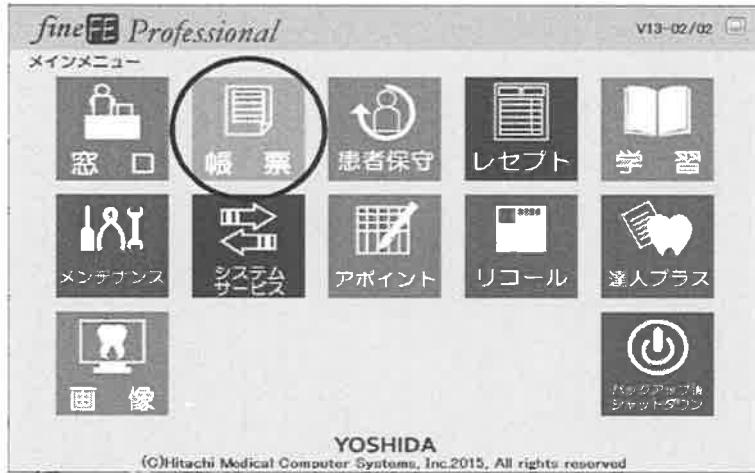 fine FE Professional
V13-02/02
メインメニュー
窓口
帳票
患者保守
レセプト
学習
メンテナンス
システム
サービス
アポイント
リコール
達人プラス
画像
バックアップ後
シャットダウン
YOSHIDA
(C)Hitachi Medical Computer Systems, Inc.2015, All rights reserved